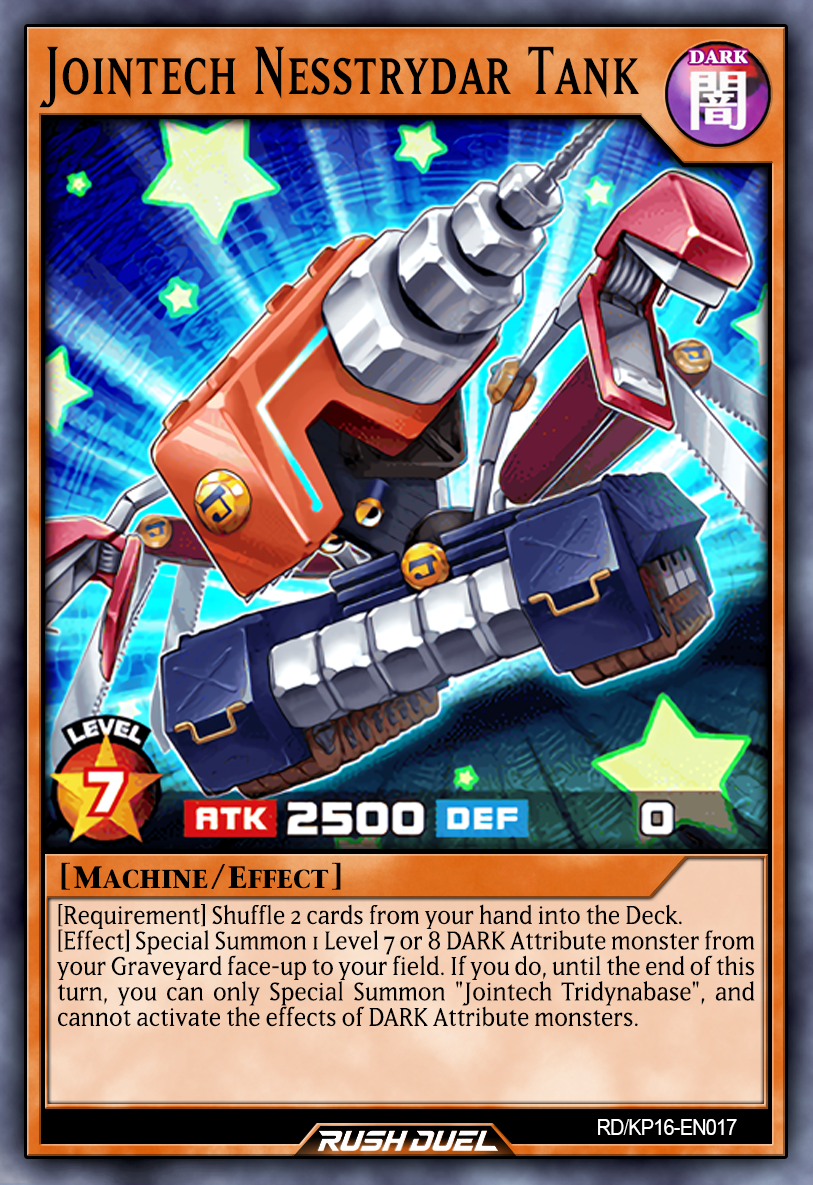 Jointech Nesstrydar Tank
DARK
闇
LEVEL
7
ATK 2500 DEF 0
[Machine/Effect]
[Requirement] Shuffle 2 cards from your hand into the Deck.
[Effect] Special Summon 1 Level 7 or 8 DARK Attribute monster from
your Graveyard face-up to your field. If you do, until the end of this
turn, you can only Special Summon "Jointech Tridynabase", and
cannot activate the effects of DARK Attribute monsters.
RUSH DUEL
RD/KP16-EN017